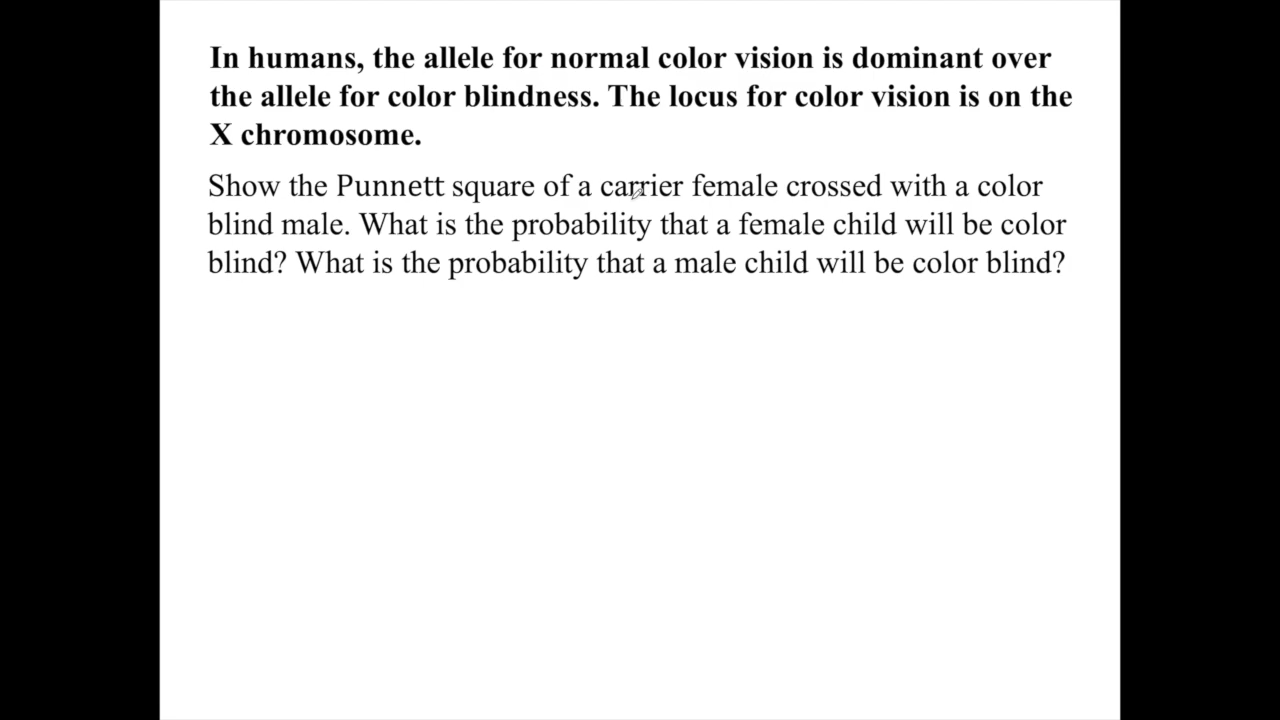 In humans, the allele for normal color vision is dominant over
the allele for color blindness. The locus for color vision is on the
X chromosome.
Show the Punnett square of a carrier female crossed with a color
blind male. What is the probability that a female child will be color
blind? What is the probability that a male child will be color blind?